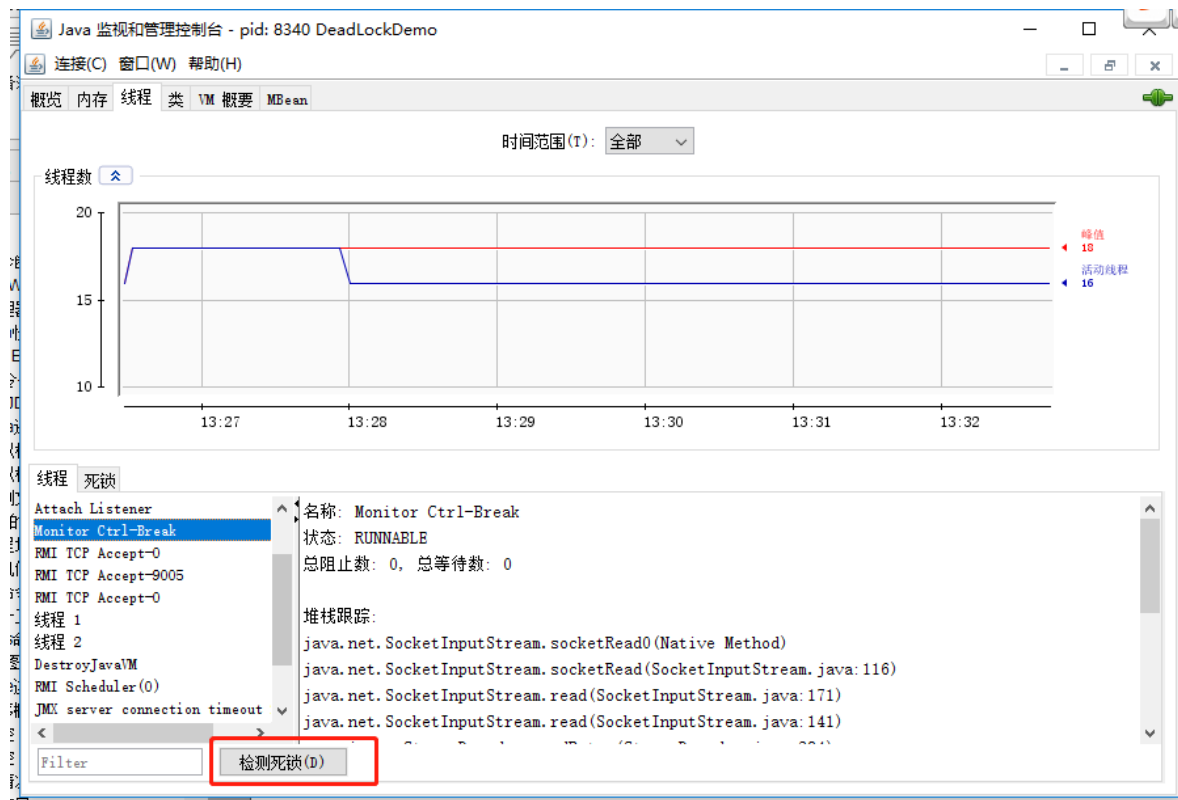 Java 监视和管理控制台 - pid: 8340 DeadLockDemo
连接(C) 窗口(W) 帮助(H)
概览 内存 线程 类 VM 概要 MBean
时间范围(T): 全部
线程数
20
15
10
峰值
18
活动线程
16
13:27 13:28 13:29 13:30 13:31 13:32
线程 死锁
Attach Listener
Monitor Ctrl-Break
RMI TCP Accept-0
RMI TCP Accept-9005
RMI TCP Accept-0
线程 1
线程 2
DestroyJavaVM
RMI Scheduler(0)
JMX server connection timeout
名称: Monitor Ctrl-Break
状态: RUNNABLE
总阻止数: 0, 总等待数: 0
堆栈跟踪:
java.net.SocketInputStream.socketRead0(Native Method)
java.net.SocketInputStream.socketRead(SocketInputStream.java:116)
java.net.SocketInputStream.read(SocketInputStream.java:171)
java.net.SocketInputStream.read(SocketInputStream.java:141)
Filter
检测死锁(D)